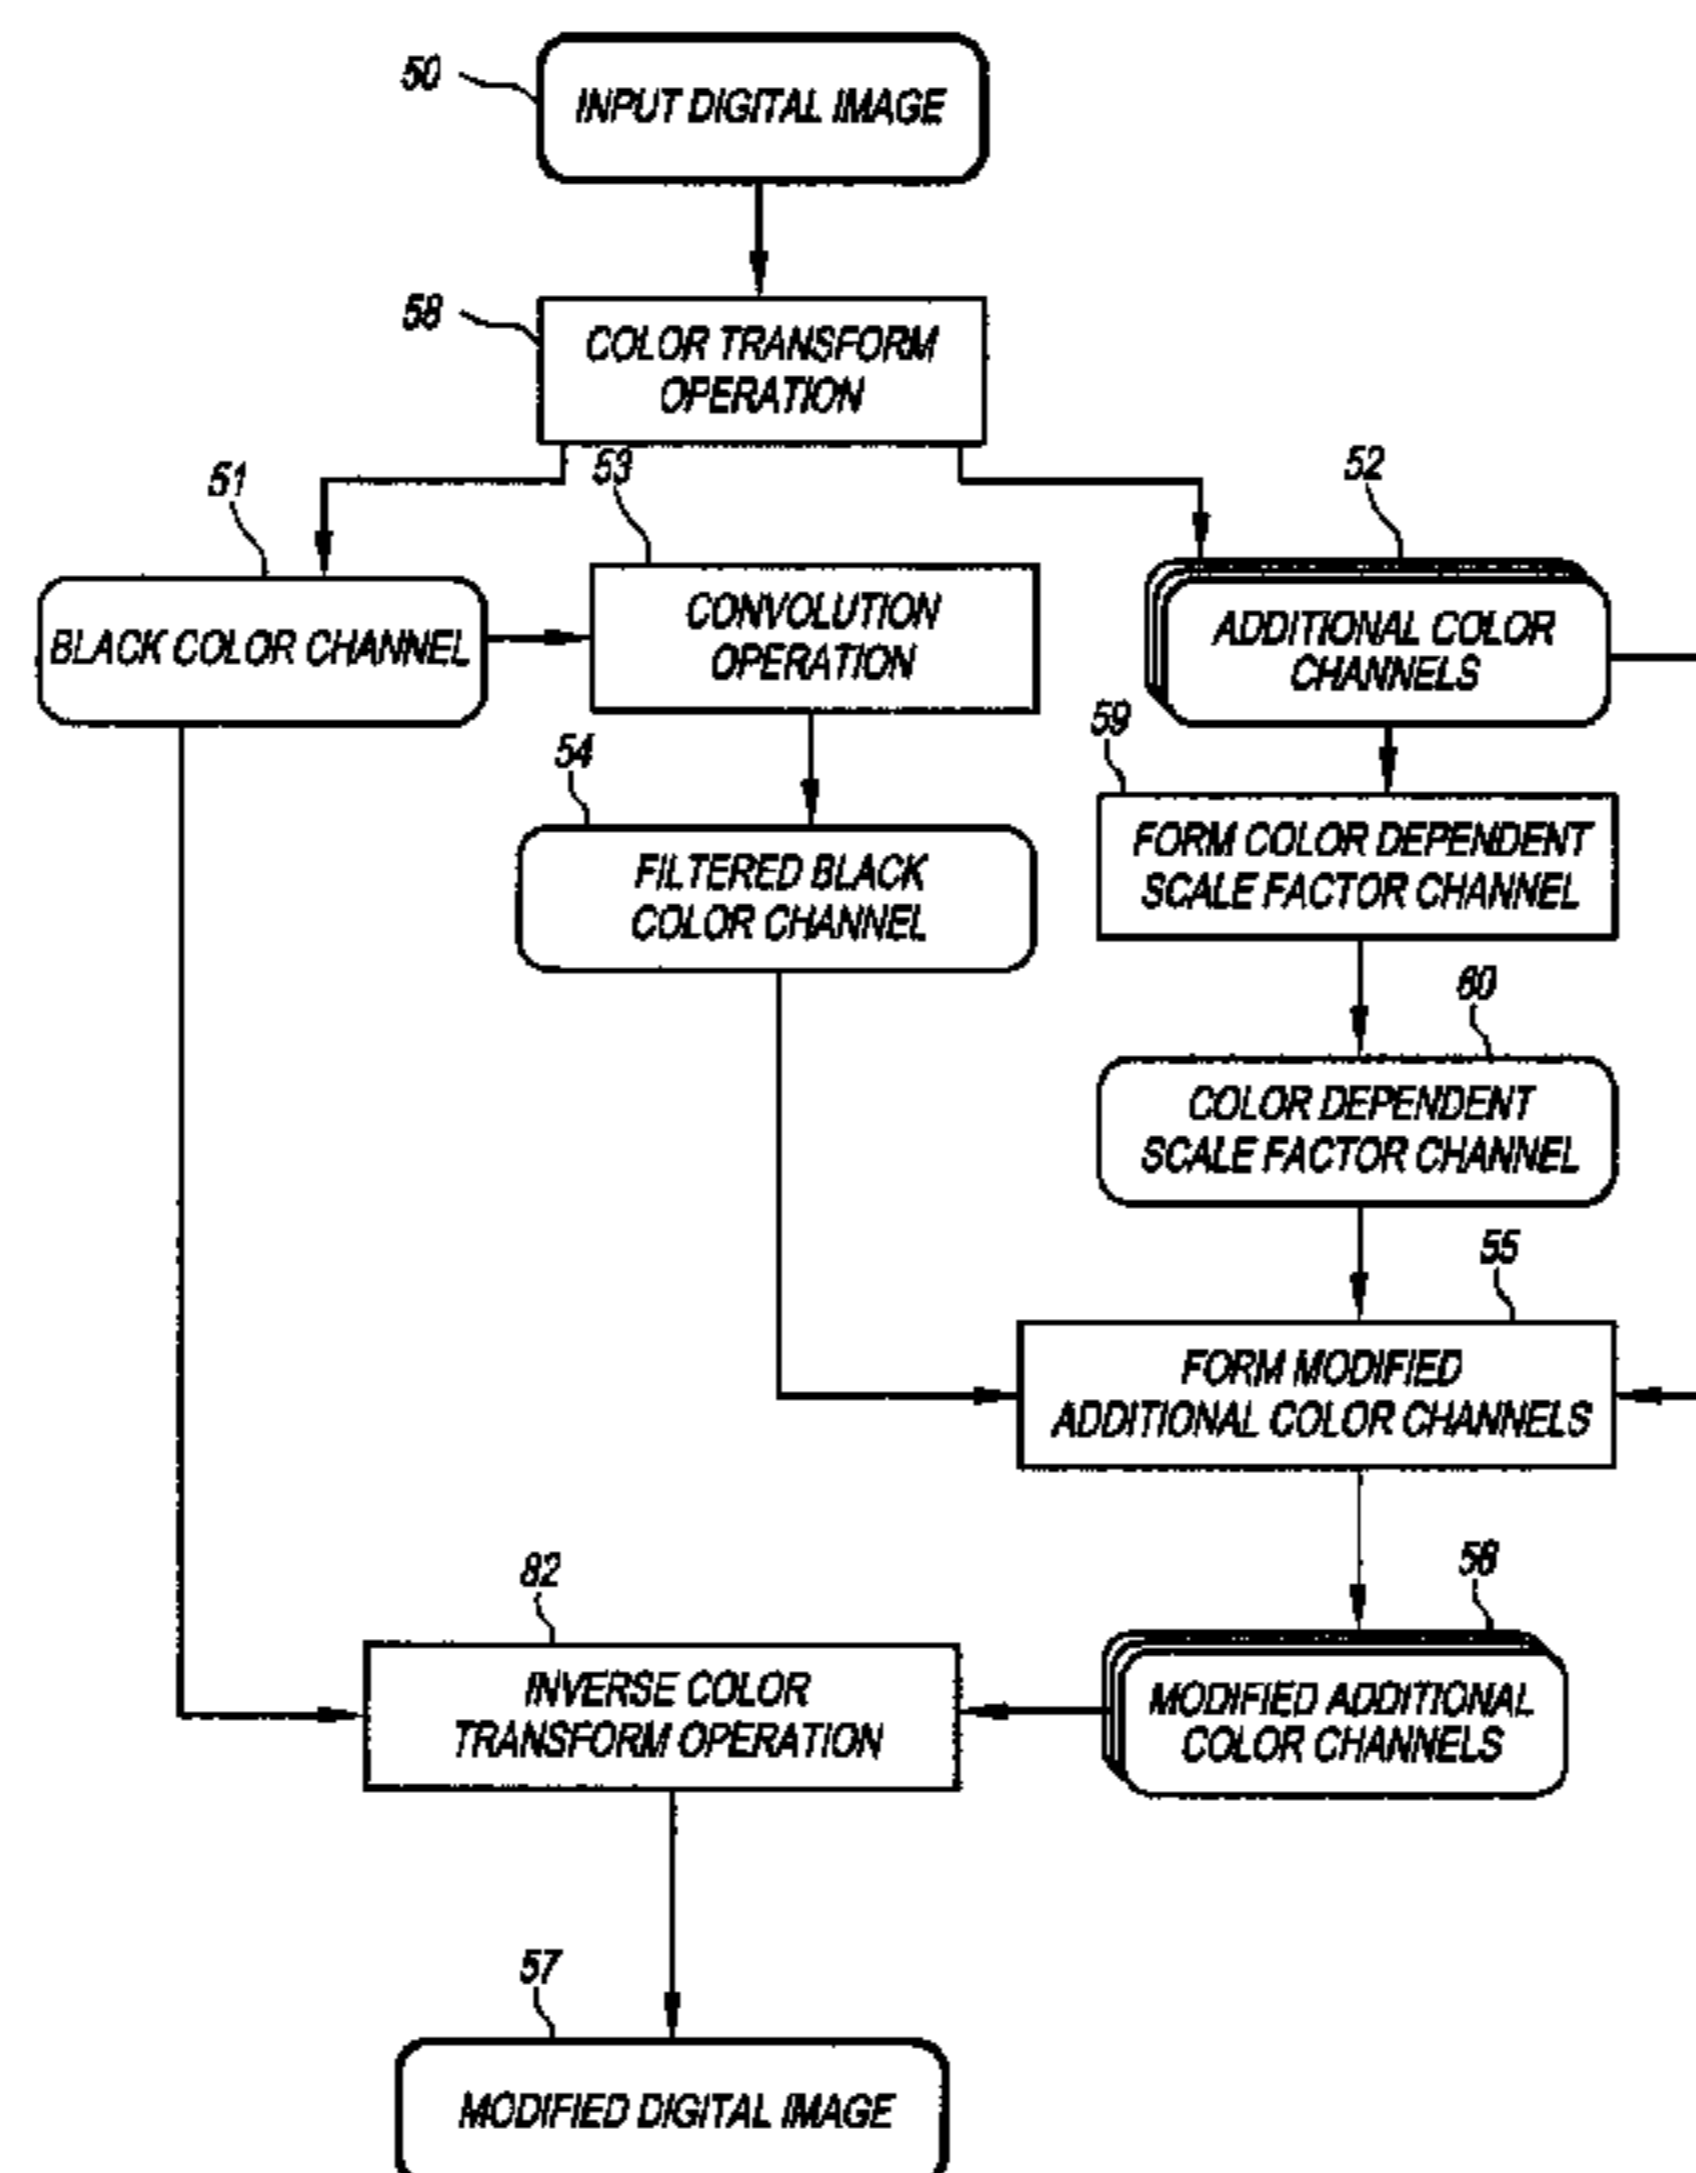 50
INPUT DIGITAL IMAGE
58
COLOR TRANSFORM
OPERATION
51
53
52
BLACK COLOR CHANNEL
CONVOLUTION
OPERATION
ADDITIONAL COLOR
CHANNELS
54
59
FILTERED BLACK
COLOR CHANNEL
FORM COLOR DEPENDENT
SCALE FACTOR CHANNEL
60
COLOR DEPENDENT
SCALE FACTOR CHANNEL
55
FORM MODIFIED
ADDITIONAL COLOR CHANNELS
82
58
INVERSE COLOR
TRANSFORM OPERATION
MODIFIED ADDITIONAL
COLOR CHANNELS
57
MODIFIED DIGITAL IMAGE